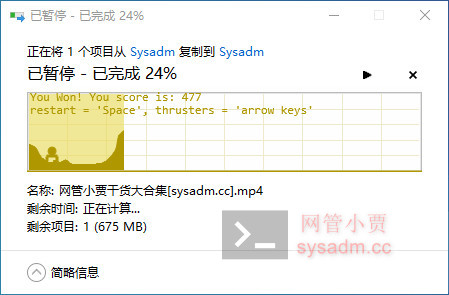 已暂停 - 已完成 24%
正在将 1 个项目从 Sysadm 复制到 Sysadm
已暂停 - 已完成 24%
You Won! You score is: 477
restart = 'Space', thrusters = 'arrow keys'
名称: 网管小贾干货大合集[sysadm.cc].mp4
剩余时间: 正在计算...
剩余项目: 1 (675 MB)
网管小贾
sysadm.cc
简略信息